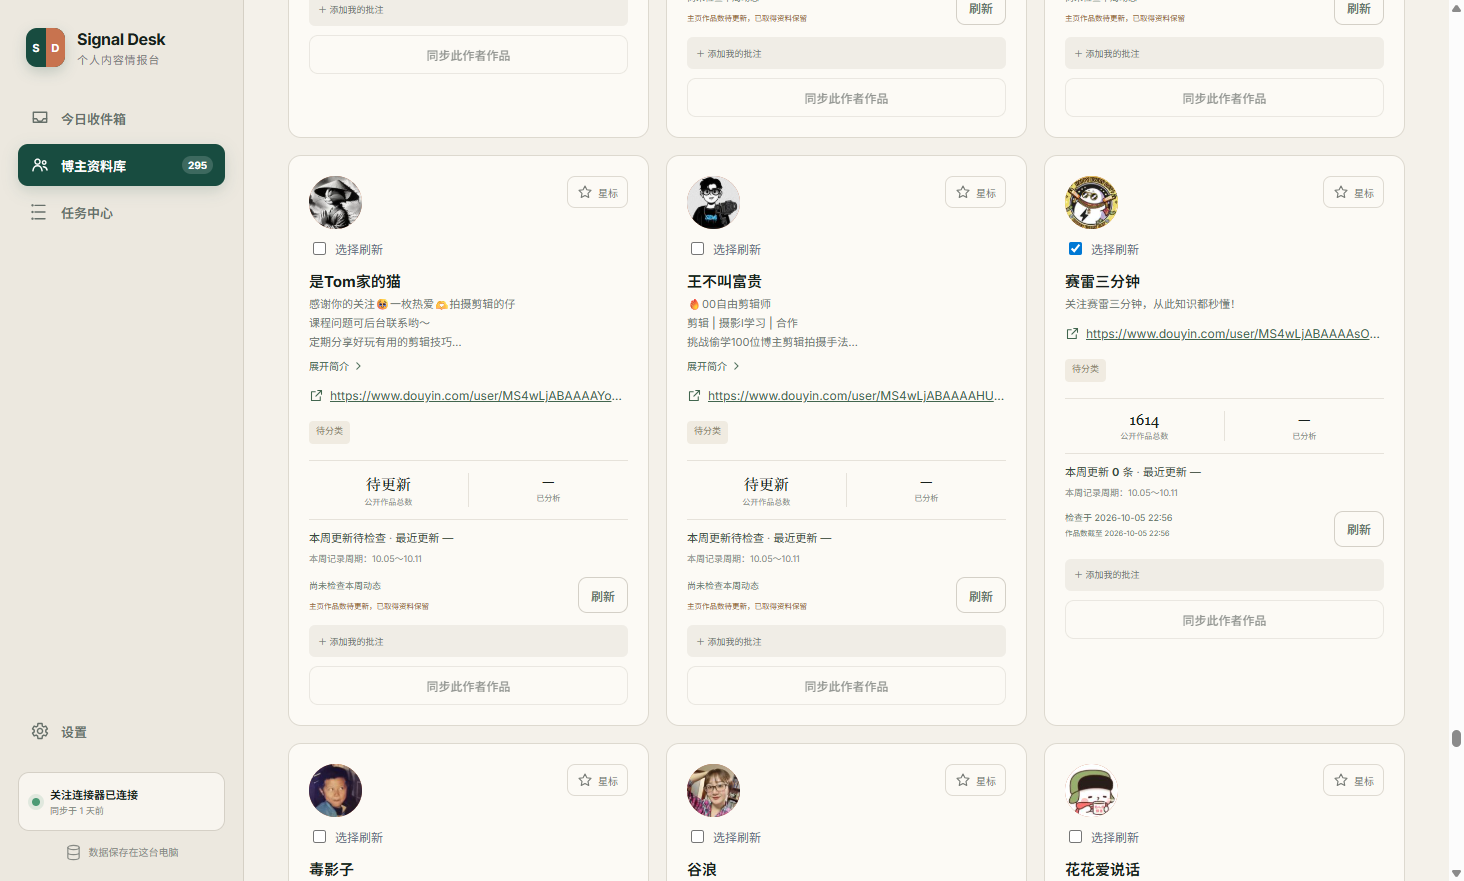 S D
Signal Desk
个人内容情报台
今日收件箱
博主资料库 295
任务中心
设置
关注连接器已连接
同步于 1 天前
数据保存在这台电脑
+ 添加我的批注
同步此作者作品
主页作品数待更新，已取得资料保留
刷新
+ 添加我的批注
同步此作者作品
主页作品数待更新，已取得资料保留
刷新
+ 添加我的批注
同步此作者作品
星标
选择刷新
是Tom家的猫
感谢你的关注😡一枚热爱🫶拍摄剪辑的仔
课程问题可后台联系哟～
定期分享好玩有用的剪辑技巧...
展开简介 >
https://www.douyin.com/user/MS4wLjABAAAAYo...
待分类
待更新
公开作品总数
—
已分析
本周更新待检查 · 最近更新 —
本周记录周期：10.05～10.11
尚未检查本周动态
主页作品数待更新，已取得资料保留
刷新
+ 添加我的批注
同步此作者作品
星标
选择刷新
王不叫富贵
🔥00自由剪辑师
剪辑 | 摄影|学习 | 合作
挑战偷学100位博主剪辑拍摄手法...
展开简介 >
https://www.douyin.com/user/MS4wLjABAAAAHU...
待分类
待更新
公开作品总数
—
已分析
本周更新待检查 · 最近更新 —
本周记录周期：10.05～10.11
尚未检查本周动态
主页作品数待更新，已取得资料保留
刷新
+ 添加我的批注
同步此作者作品
星标
选择刷新
赛雷三分钟
关注赛雷三分钟，从此知识都秒懂！
https://www.douyin.com/user/MS4wLjABAAAAsO...
待分类
1614
公开作品总数
—
已分析
本周更新 0 条 · 最近更新 —
本周记录周期：10.05～10.11
检查于 2026-10-05 22:56
作品数截至 2026-10-05 22:56
刷新
+ 添加我的批注
同步此作者作品
星标
选择刷新
毒影子
星标
选择刷新
谷浪
星标
选择刷新
花花爱说话